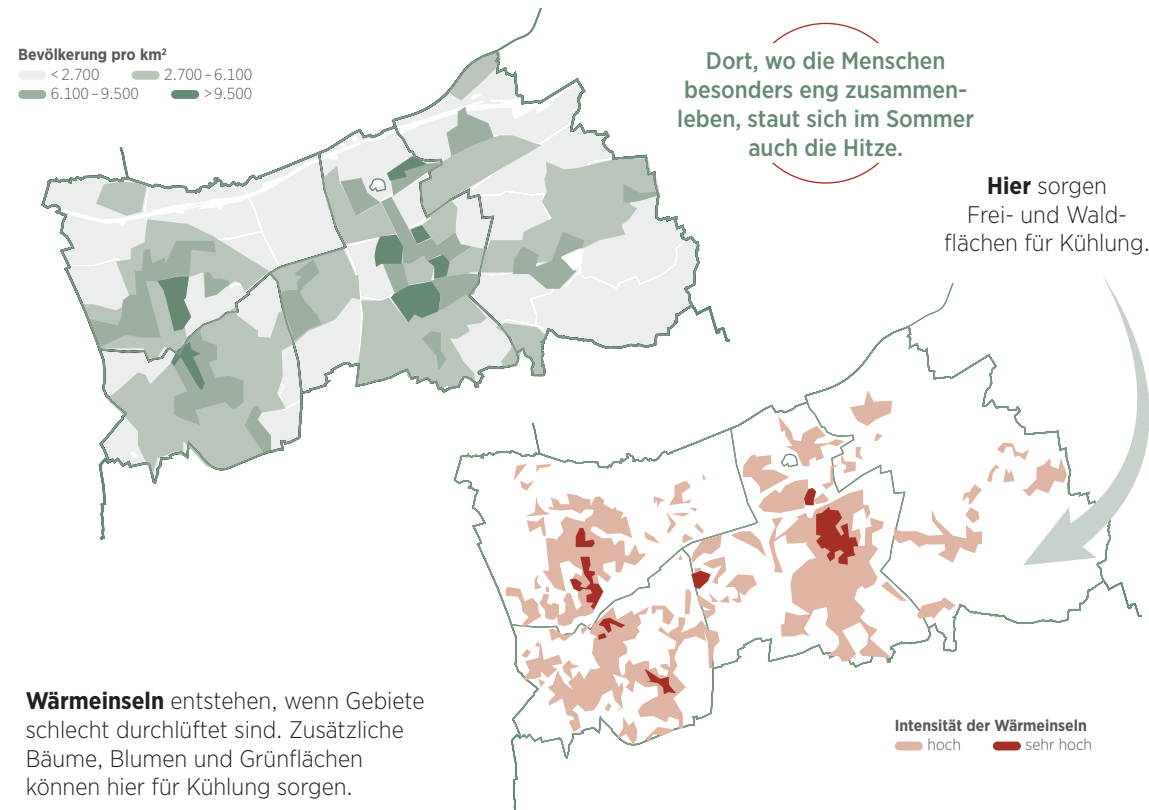 Bevölkerung pro km²
< 2.700
2.700 – 6.100
6.100 – 9.500
> 9.500
Dort, wo die Menschen
besonders eng zusammen-
leben, staut sich im Sommer
auch die Hitze.
Hier sorgen
Frei- und Wald-
flächen für Kühlung.
Wärmeinseln entstehen, wenn Gebiete
schlecht durchlüftet sind. Zusätzliche
Bäume, Blumen und Grünflächen
können hier für Kühlung sorgen.
Intensität der Wärmeinseln
hoch
sehr hoch